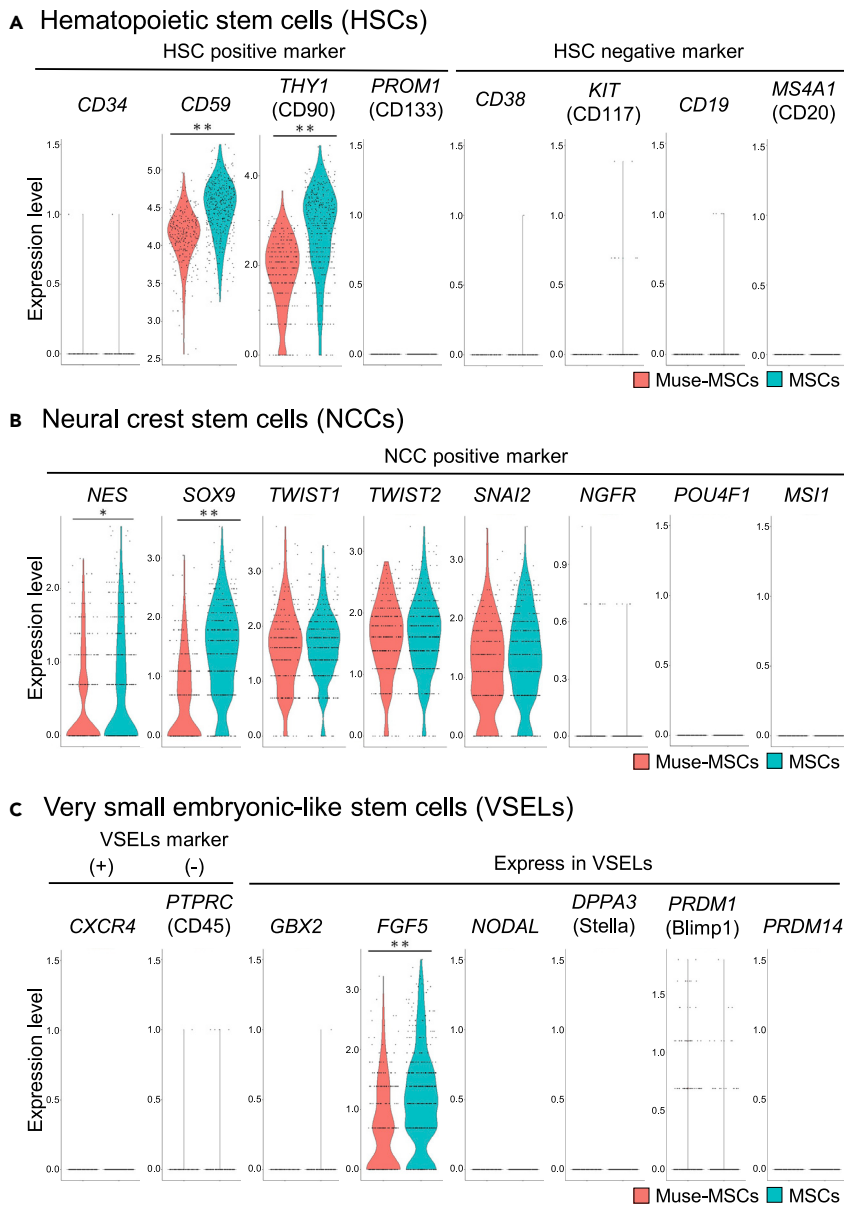 A Hematopoietic stem cells (HSCs)
HSC positive marker HSC negative marker
CD34 CD59 THY1 (CD90) PROM1 (CD133) CD38 KIT (CD117) CD19 MS4A1 (CD20)
** **
Expression level
1.5 1.0 0.5 0.0
5.0 4.5 4.0 3.5 3.0 2.5
4.0 2.0 0.0
1.5 1.0 0.5 0.0
1.5 1.0 0.5 0.0
1.5 1.0 0.5 0.0
1.5 1.0 0.5 0.0
1.5 1.0 0.5 0.0
Muse-MSCs MSCs
B Neural crest stem cells (NCCs)
NCC positive marker
NES SOX9 TWIST1 TWIST2 SNAI2 NGFR POU4F1 MSI1
* **
Expression level
2.0 1.0 0.0
3.0 2.0 1.0 0.0
3.0 2.0 1.0 0.0
3.0 2.0 1.0 0.0
3.0 2.0 1.0 0.0
0.9 0.6 0.3 0.0
1.5 1.0 0.5 0.0
1.5 1.0 0.5 0.0
Muse-MSCs MSCs
C Very small embryonic-like stem cells (VSELs)
VSELs marker
(+) (-) Express in VSELs
CXCR4 PTPRC (CD45) GBX2 FGF5 NODAL DPPA3 (Stella) PRDM1 (Blimp1) PRDM14
**
Expression level
1.5 1.0 0.5 0.0
1.5 1.0 0.5 0.0
1.5 1.0 0.5 0.0
3.0 2.0 1.0 0.0
1.5 1.0 0.5 0.0
1.5 1.0 0.5 0.0
1.5 1.0 0.5 0.0
1.5 1.0 0.5 0.0
Muse-MSCs MSCs